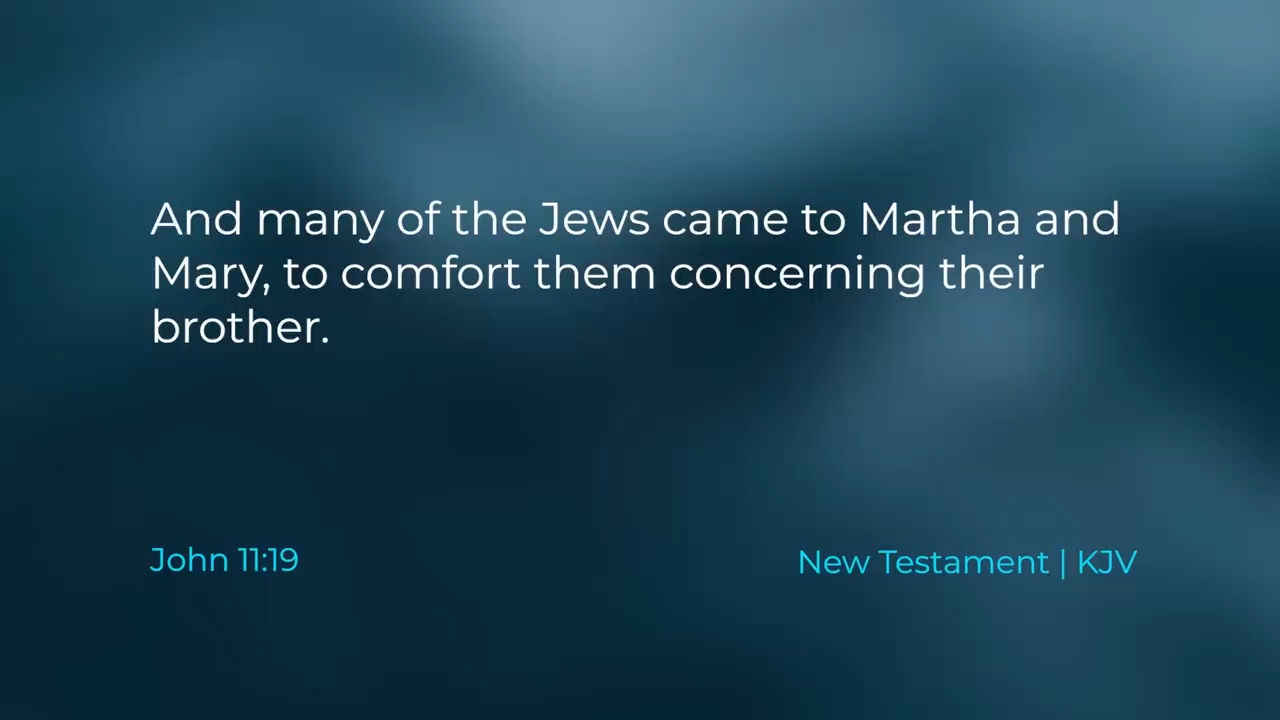 And many of the Jews came to Martha and
Mary, to comfort them concerning their
brother.
John 11:19
New Testament | KJV